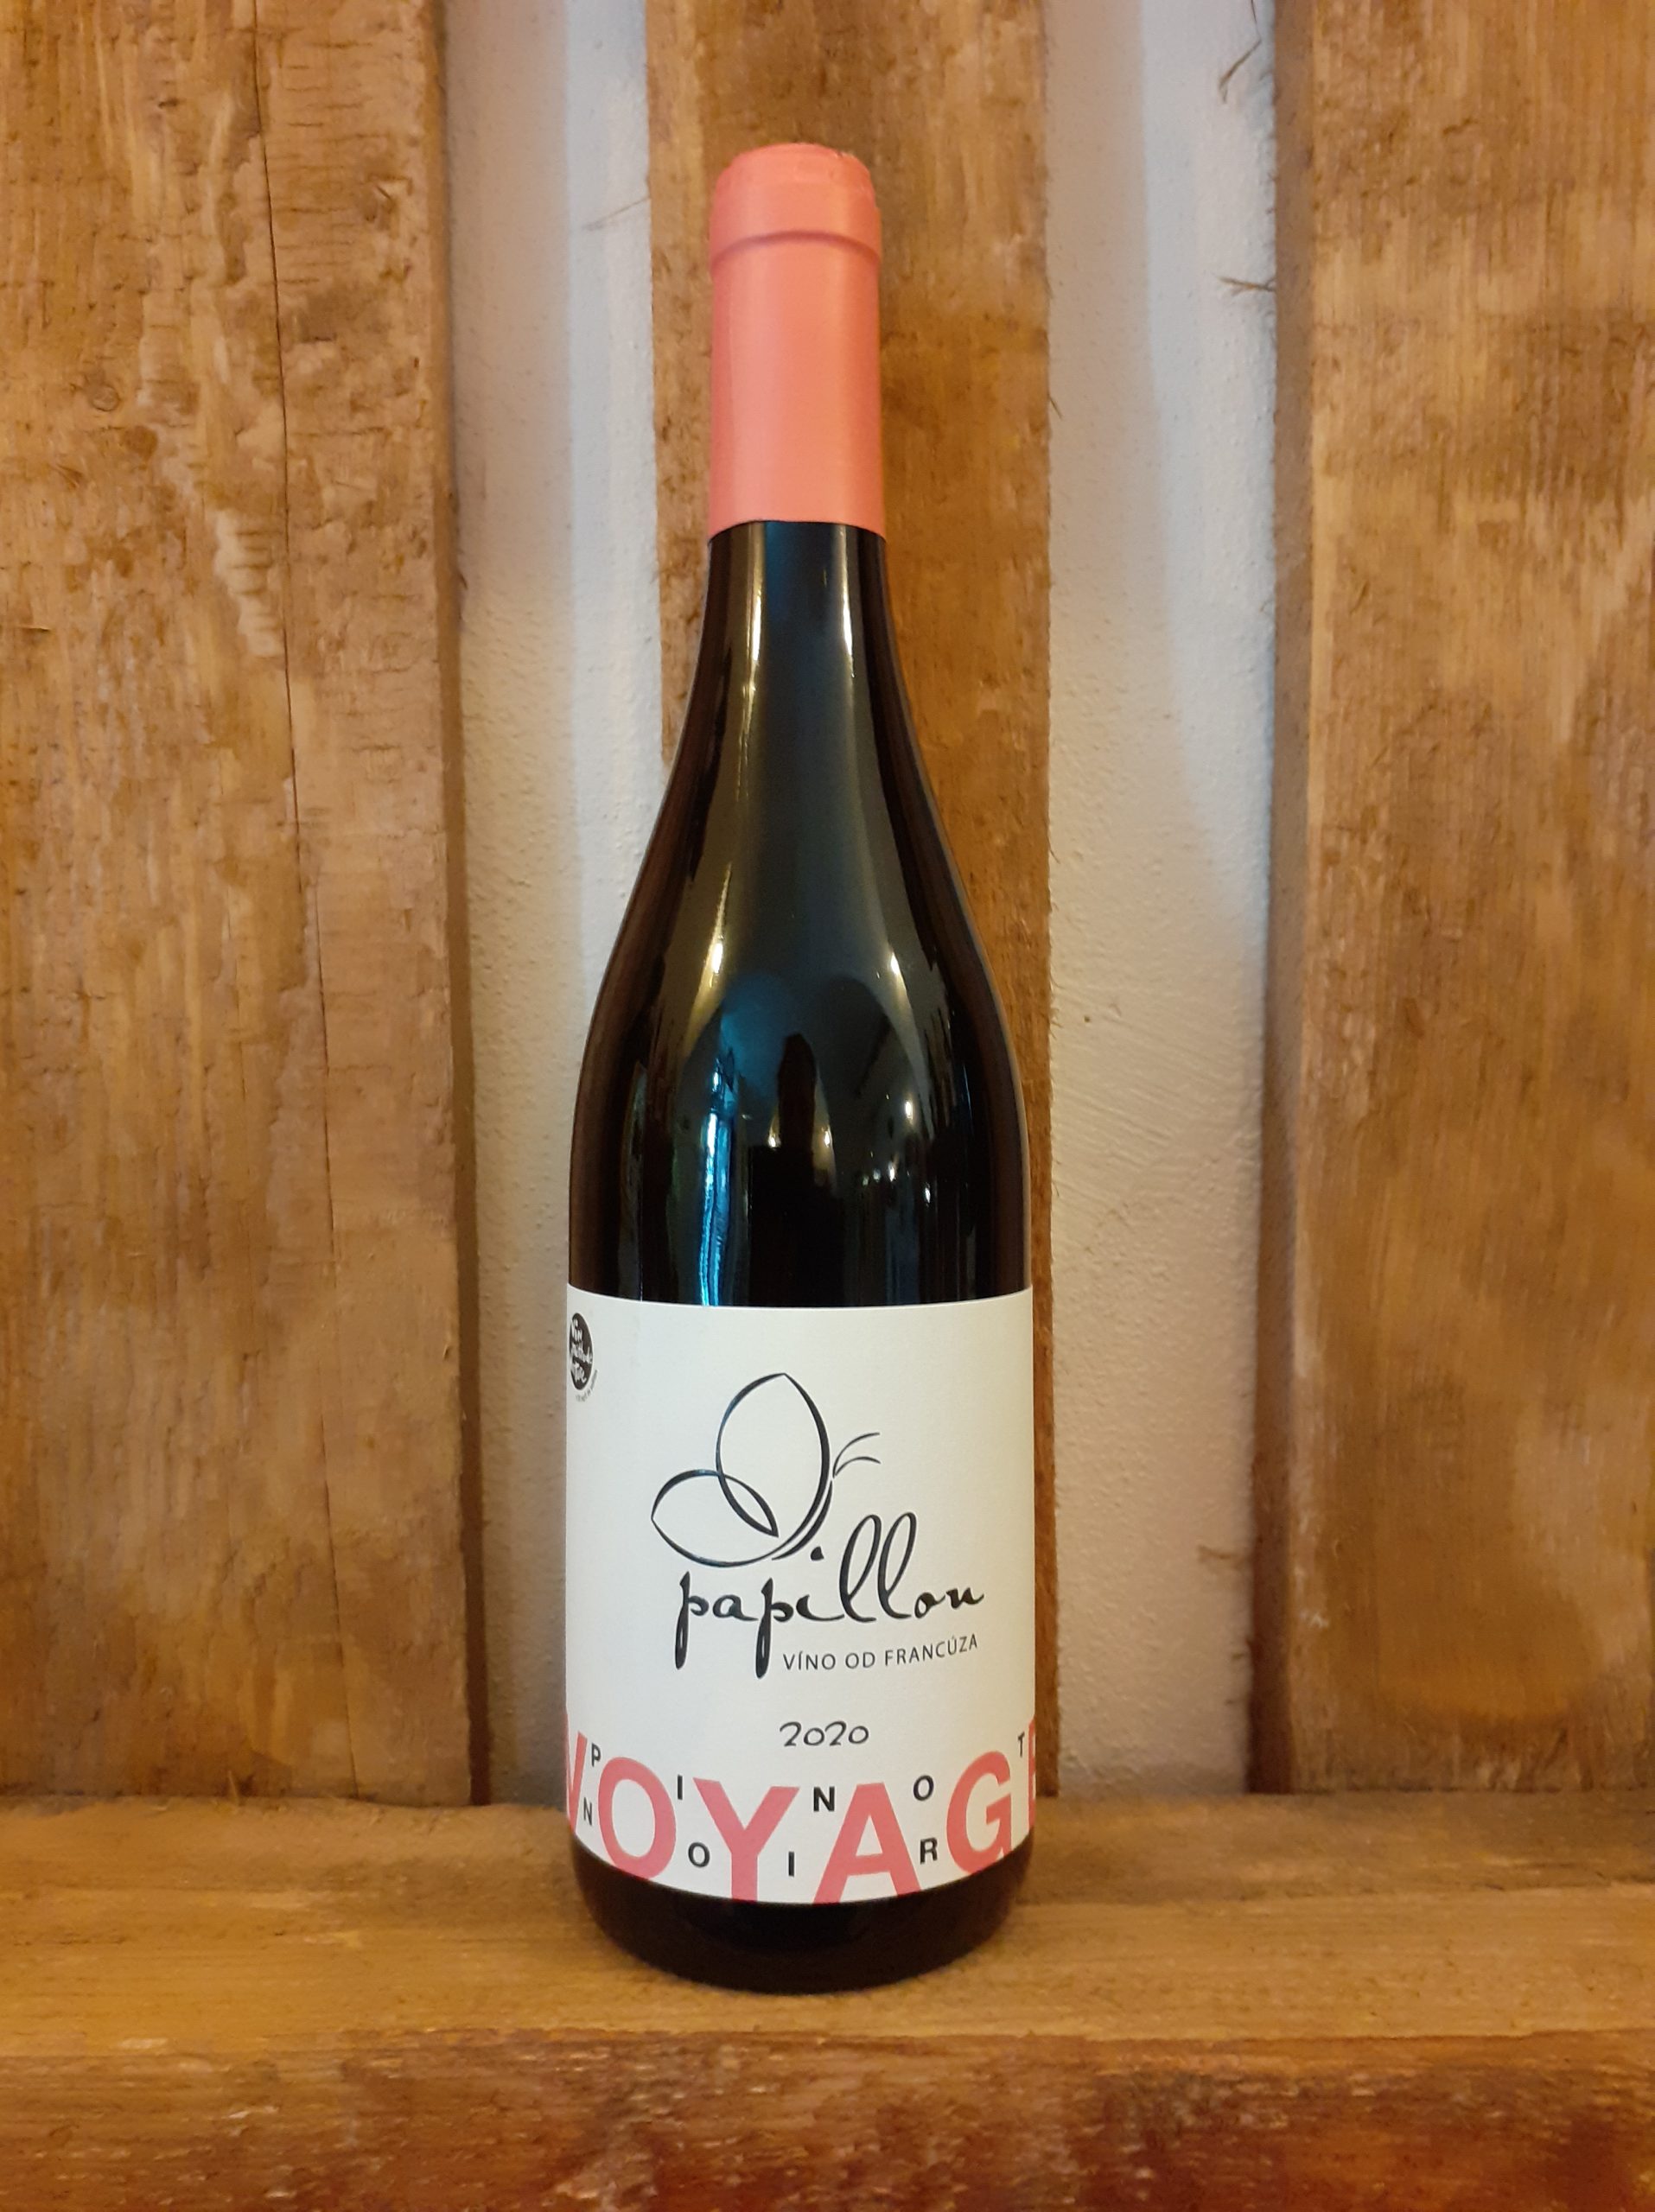 papillon
VÍNO OD FRANCÚZA
2020
VOYAGE
PINOT
NOIR